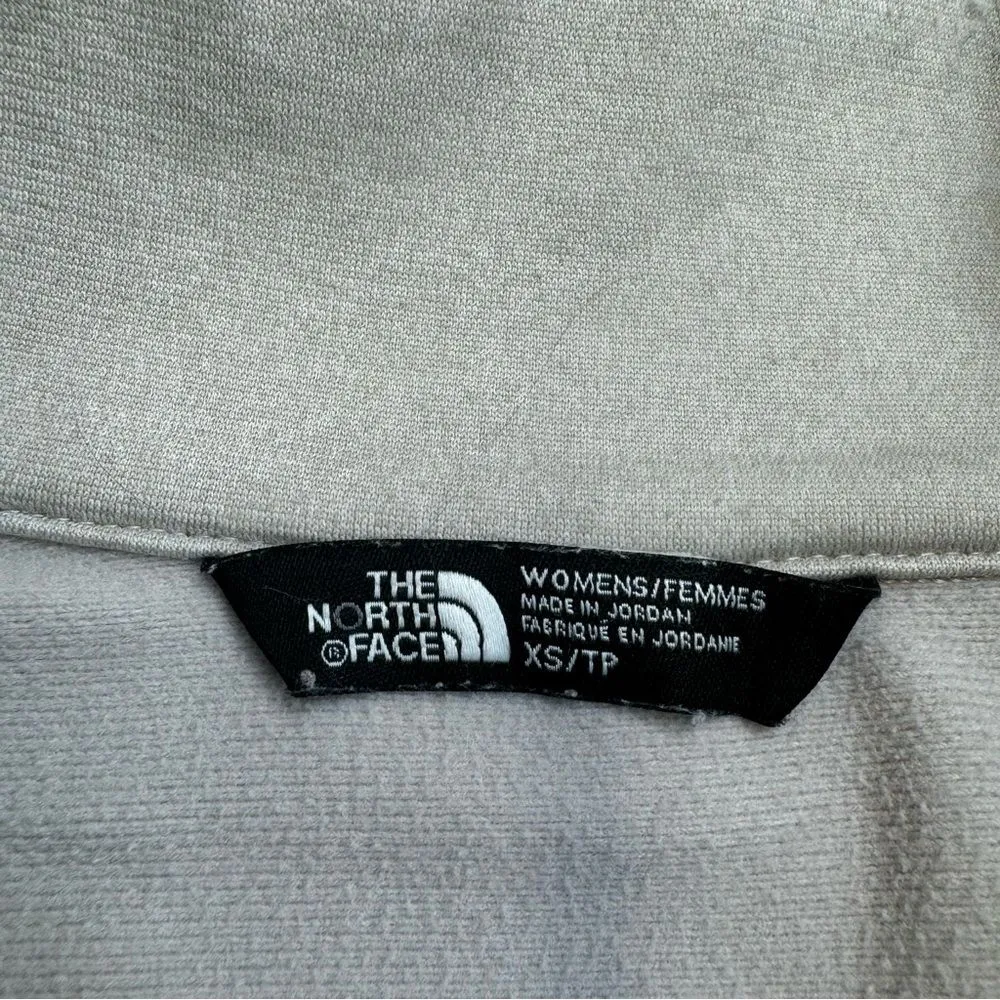 THE
NORTH
®FACE
WOMENS/FEMMES
MADE IN JORDAN
FABRIQUÉ EN JORDANIE
XS/TP